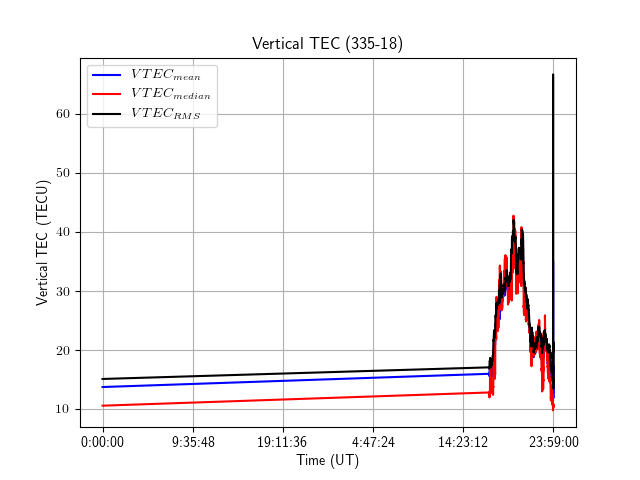 Vertical TEC (335-18)
VTEC_mean
VTEC_median
VTEC_RMS
60
50
40
30
20
10
Vertical TEC (TECU)
0:00:00 9:35:48 19:11:36 4:47:24 14:23:12 23:59:00
Time (UT)